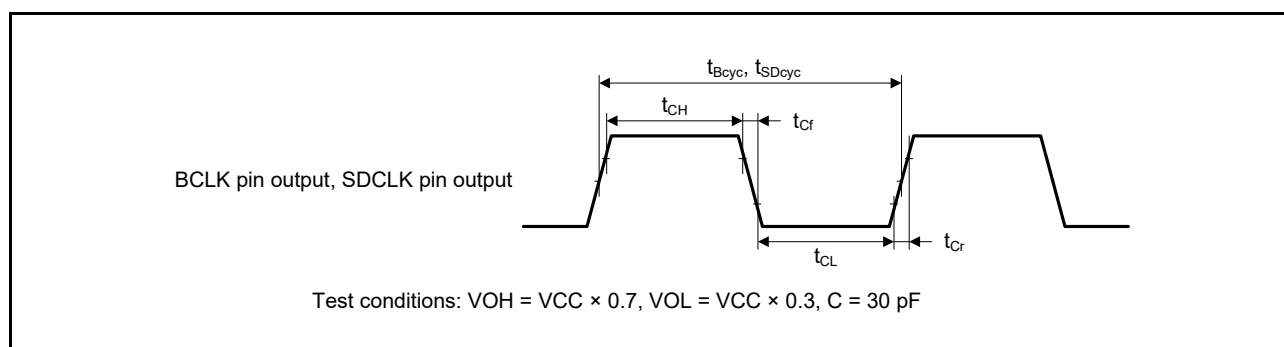 tBcyc, tSDcyc
tCH
tCf
BCLK pin output, SDCLK pin output
tCL
tCr
Test conditions: VOH = VCC × 0.7, VOL = VCC × 0.3, C = 30 pF